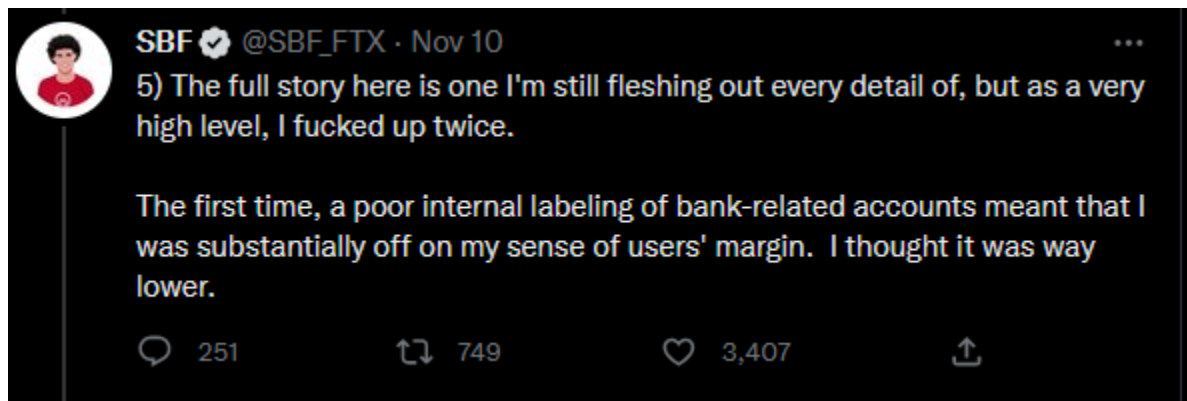 SBF @SBF_FTX · Nov 10
5) The full story here is one I'm still fleshing out every detail of, but as a very
high level, I fucked up twice.
The first time, a poor internal labeling of bank-related accounts meant that I
was substantially off on my sense of users' margin.  I thought it was way
lower.
251 749 3,407